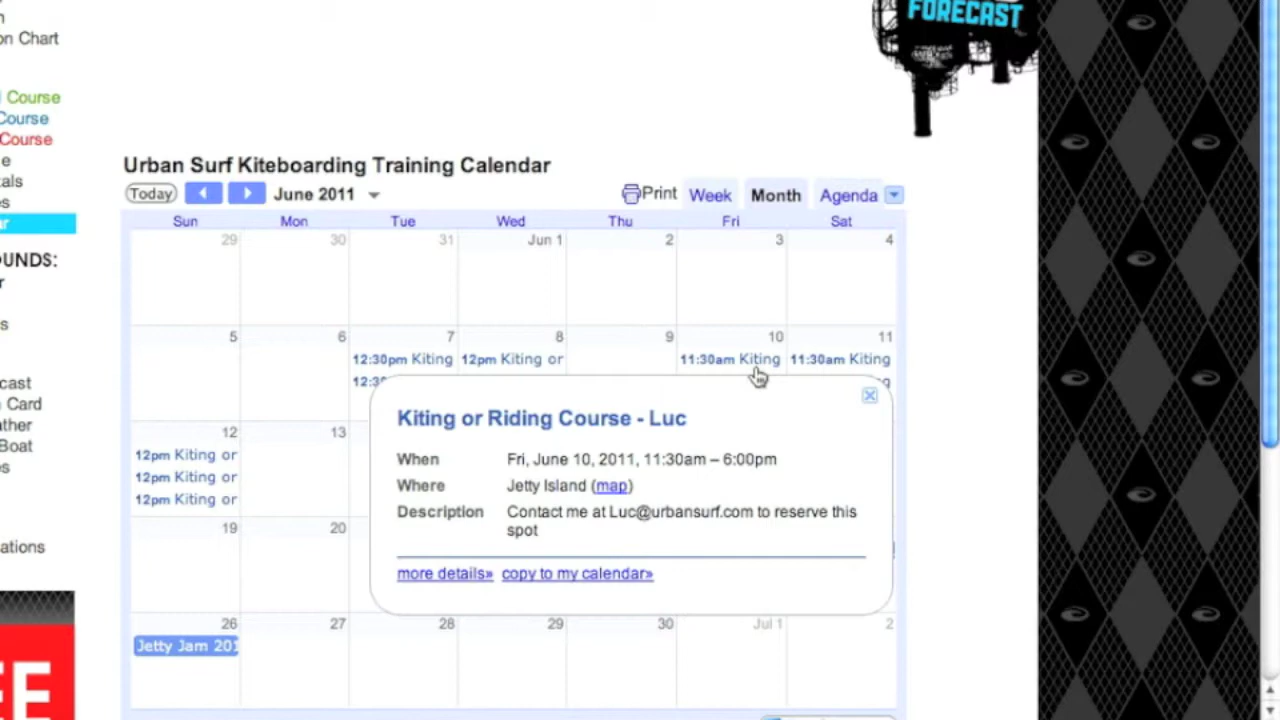 FORECAST
on Chart
Course
Course
Course
e
tals
s
r
OUNDS:
r
s
cast
n Card
ather
Boat
s
ations
EE
Urban Surf Kiteboarding Training Calendar
Today June 2011 Print Week Month Agenda
Sun Mon Tue Wed Thu Fri Sat
29 30 31 Jun 1 2 3 4
5 6 7 8 9 10 11
12:30pm Kiting 12pm Kiting or 11:30am Kiting 11:30am Kiting
12:3
12 13
12pm Kiting or
12pm Kiting or
12pm Kiting or
19 20
26 27 28 29 30 Jul 1 2
Jetty Jam 201
Kiting or Riding Course - Luc
When Fri, June 10, 2011, 11:30am – 6:00pm
Where Jetty Island (map)
Description Contact me at Luc@urbansurf.com to reserve this
spot
more details» copy to my calendar»